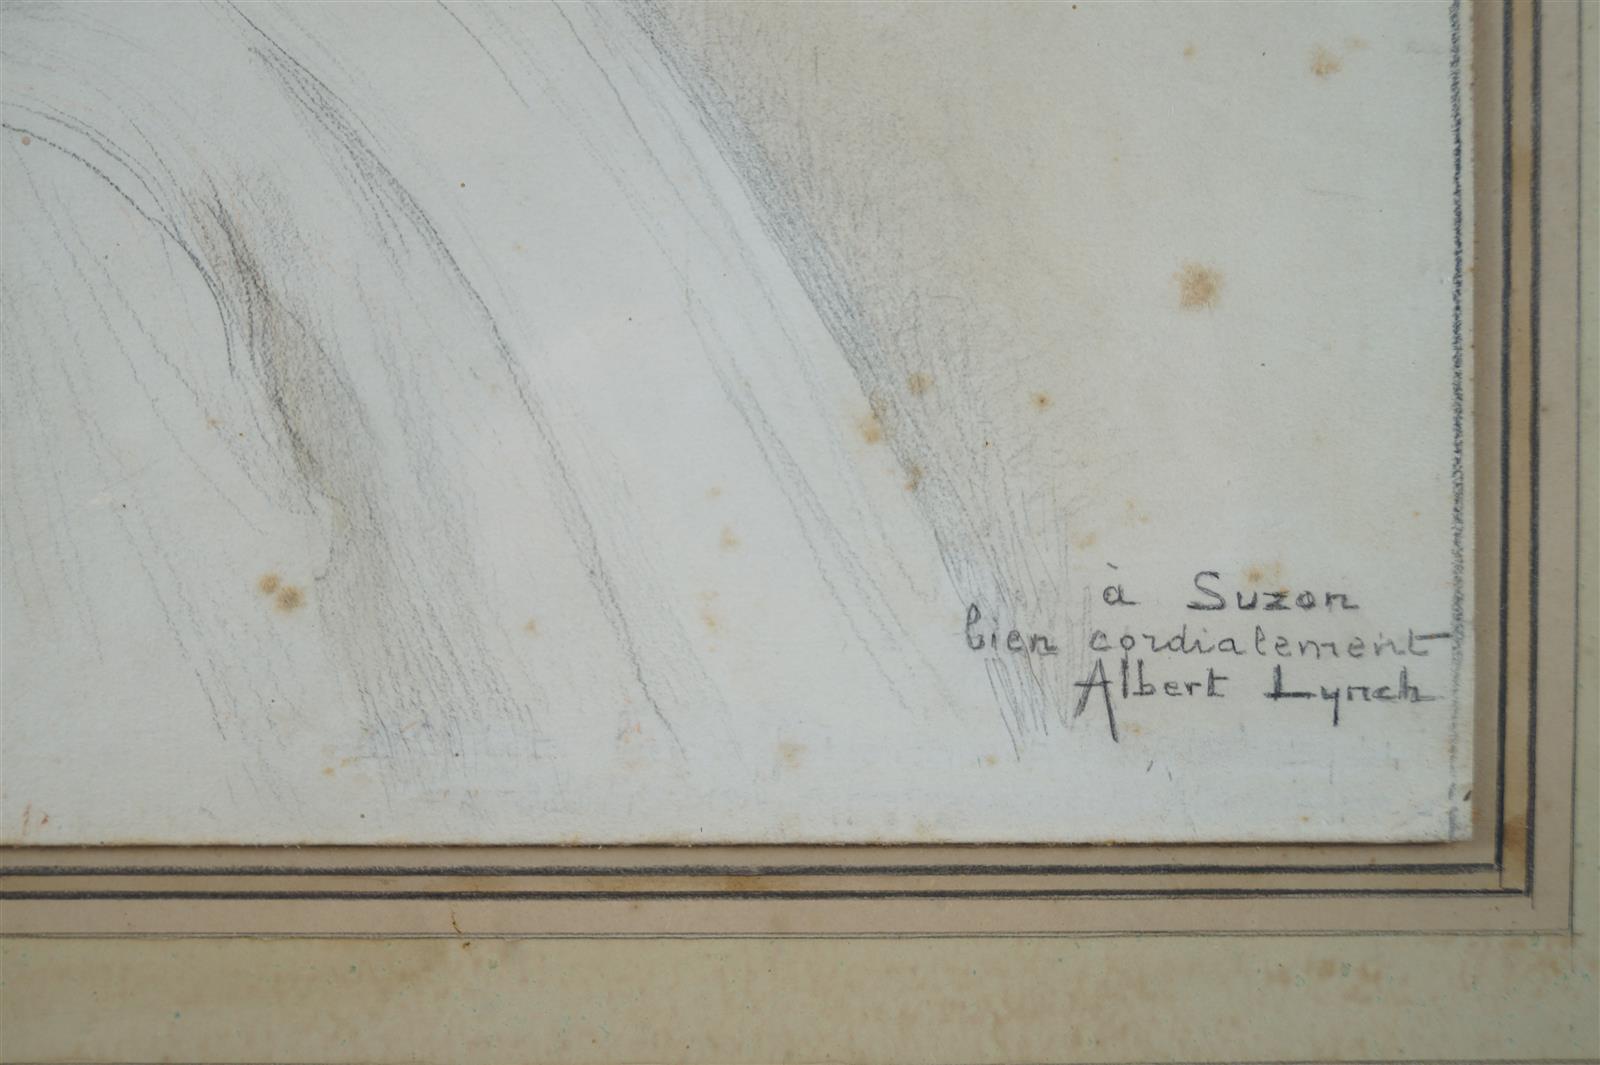 à Suzon
bien cordialement
Albert Lynch